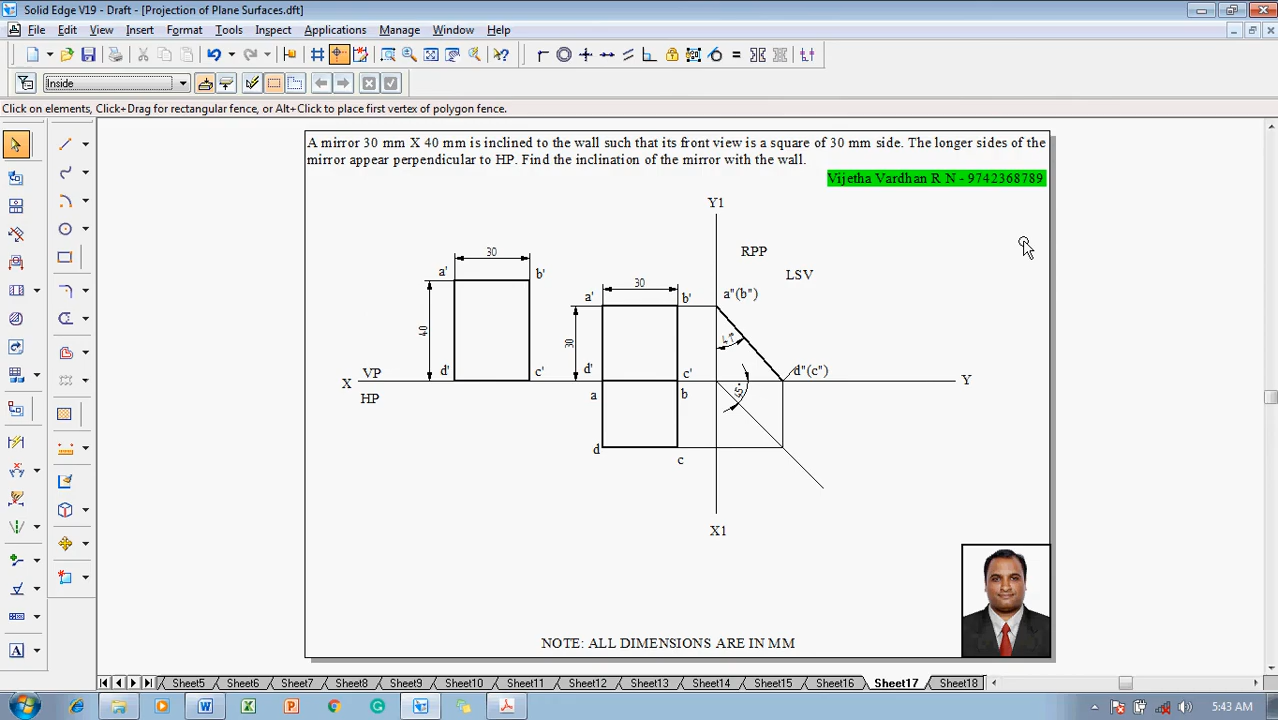 Solid Edge V19 - Draft - [Projection of Plane Surfaces.dft]
File Edit View Insert Format Tools Inspect Applications Manage Window Help
Inside
Click on elements, Click+Drag for rectangular fence, or Alt+Click to place first vertex of polygon fence.
A mirror 30 mm X 40 mm is inclined to the wall such that its front view is a square of 30 mm side. The longer sides of the
mirror appear perpendicular to HP. Find the inclination of the mirror with the wall.
Vijetha Vardhan R N - 9742368789
Y1
RPP
LSV
30
a' b'
30
a' b' a"(b")
40
30
41°
VP d' c' d' c' d"(c")
X Y
HP a b
45°
d c
X1
NOTE: ALL DIMENSIONS ARE IN MM
Sheet5 Sheet6 Sheet7 Sheet8 Sheet9 Sheet10 Sheet11 Sheet12 Sheet13 Sheet14 Sheet15 Sheet16 Sheet17 Sheet18
5:43 AM